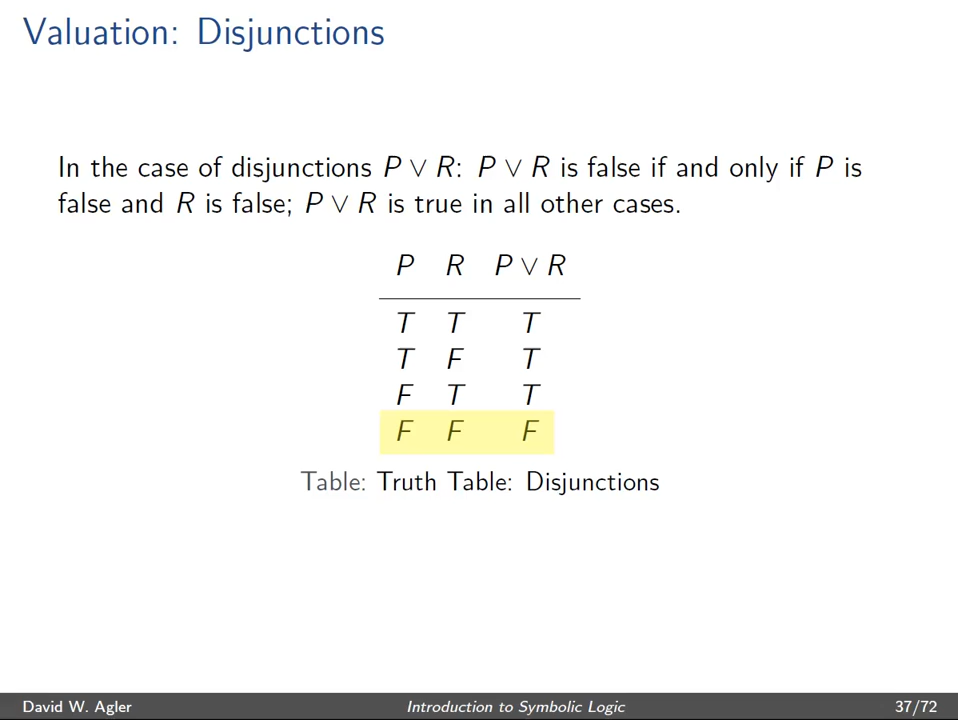 Valuation: Disjunctions
In the case of disjunctions P ∨ R: P ∨ R is false if and only if P is
false and R is false; P ∨ R is true in all other cases.
P R P ∨ R
T T T
T F T
F T T
F F F
Table: Truth Table: Disjunctions
David W. Agler Introduction to Symbolic Logic 37/72